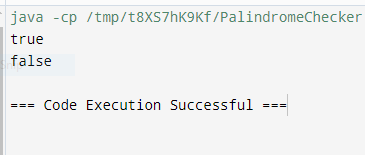 java -cp /tmp/t8XS7hK9Kf/PalindromeChecker
true
false
=== Code Execution Successful ===